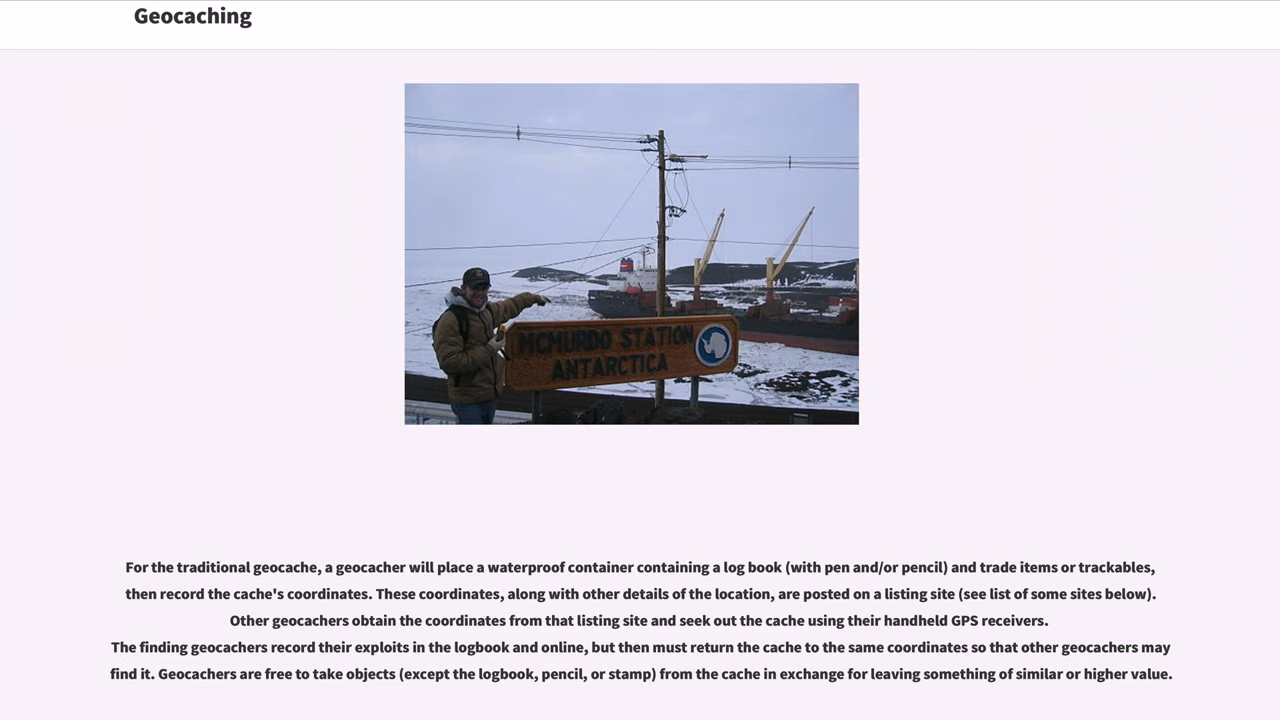 Geocaching
MCMURDO STATION
ANTARCTICA
For the traditional geocache, a geocacher will place a waterproof container containing a log book (with pen and/or pencil) and trade items or trackables,
then record the cache's coordinates. These coordinates, along with other details of the location, are posted on a listing site (see list of some sites below).
Other geocachers obtain the coordinates from that listing site and seek out the cache using their handheld GPS receivers.
The finding geocachers record their exploits in the logbook and online, but then must return the cache to the same coordinates so that other geocachers may
find it. Geocachers are free to take objects (except the logbook, pencil, or stamp) from the cache in exchange for leaving something of similar or higher value.